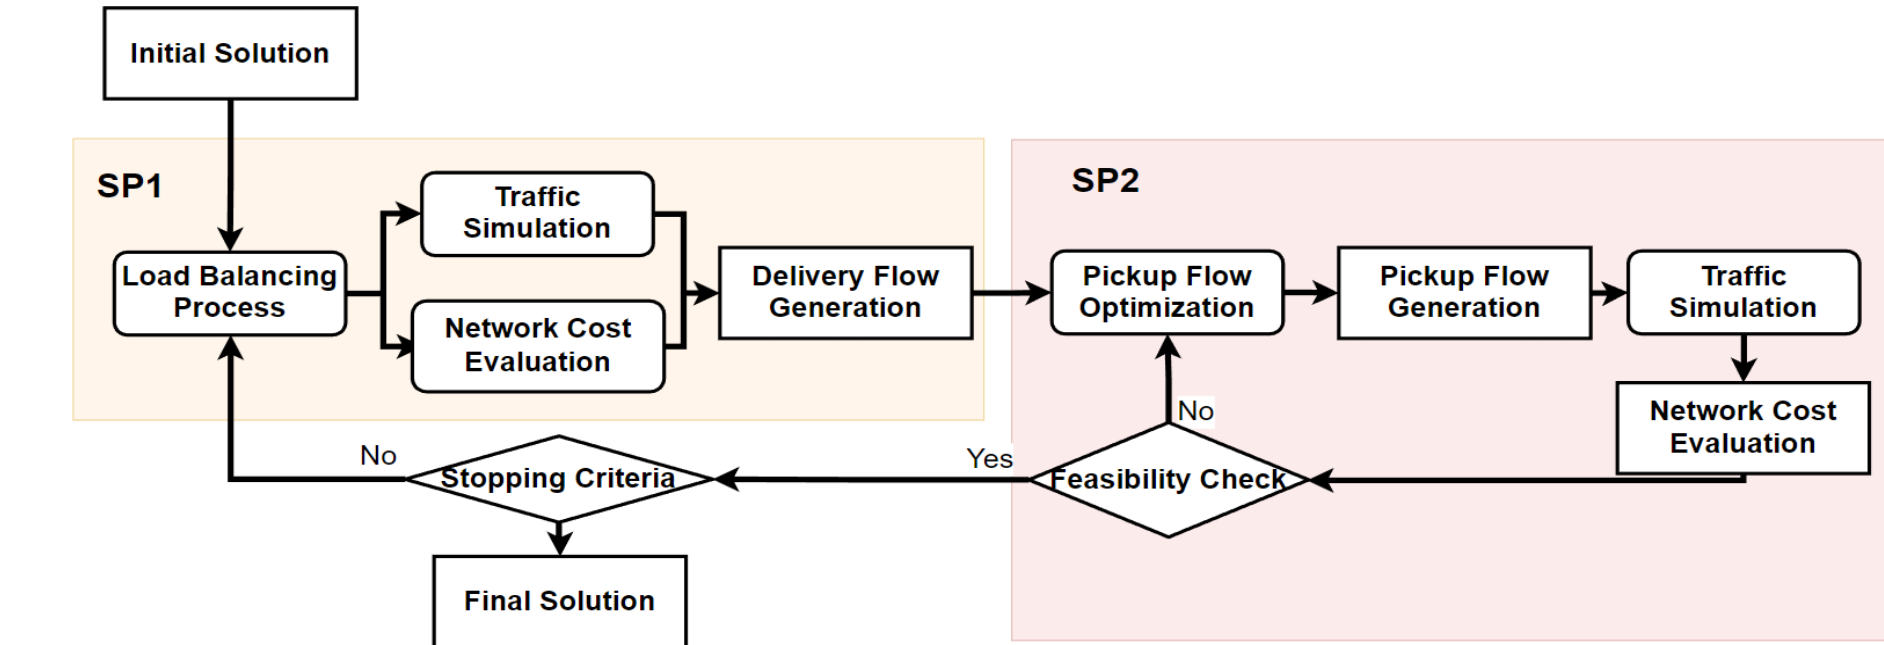 Initial Solution
SP1
SP2
Traffic
Simulation
Load Balancing
Process
Network Cost
Evaluation
Delivery Flow
Generation
Pickup Flow
Optimization
Pickup Flow
Generation
Traffic
Simulation
Network Cost
Evaluation
No
Feasibility Check
Yes
Stopping Criteria
No
Final Solution